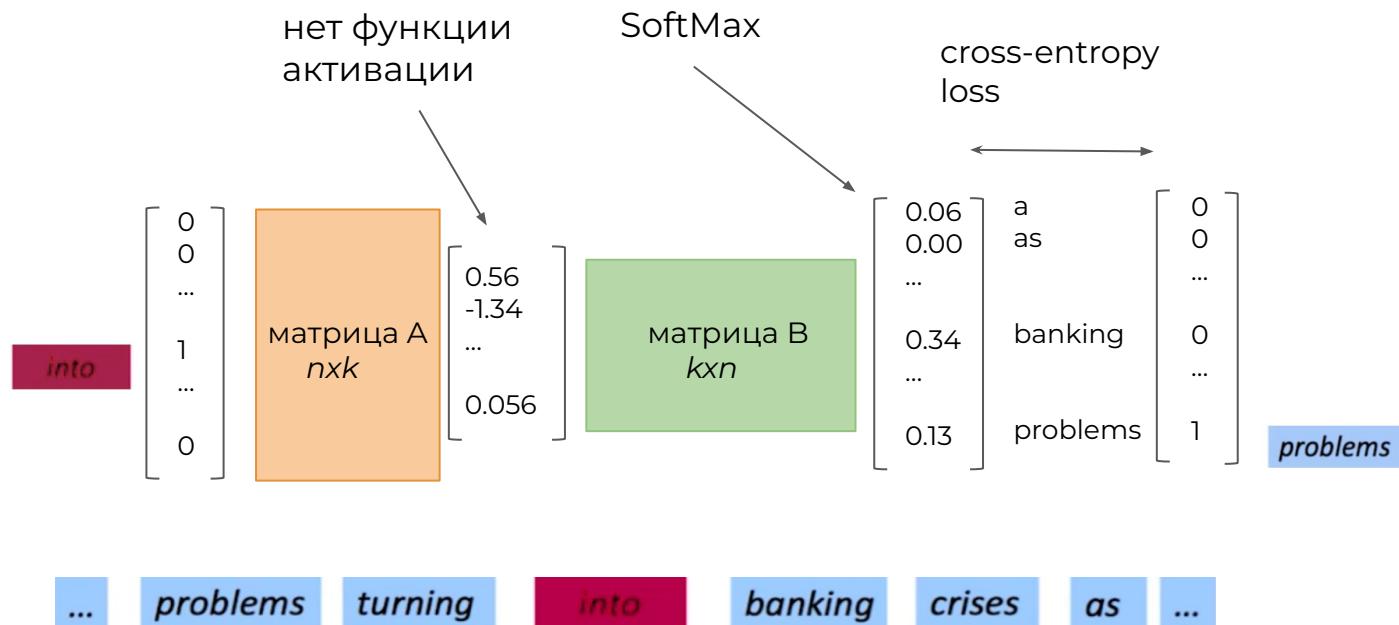 нет функции
активации
SoftMax
cross-entropy
loss
into
0
0
...
1
...
0
матрица А
nxk
0.56
-1.34
...
0.056
матрица В
kxn
0.06
0.00
...
0.34
...
0.13
a
as
banking
problems
0
0
...
0
...
1
problems
... problems turning into banking crises as ...